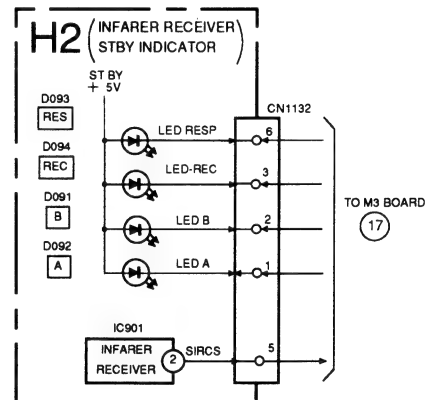 H2 (INFARER RECEIVER
STBY INDICATOR)
ST BY
+ 5V
CN1132
D093
RES
LED RESP
6
D094
REC
LED-REC
3
D091
B
LED B
2
TO M3 BOARD
17
D092
A
LED A
1
IC901
INFARER
RECEIVER
2
SIRCS
5